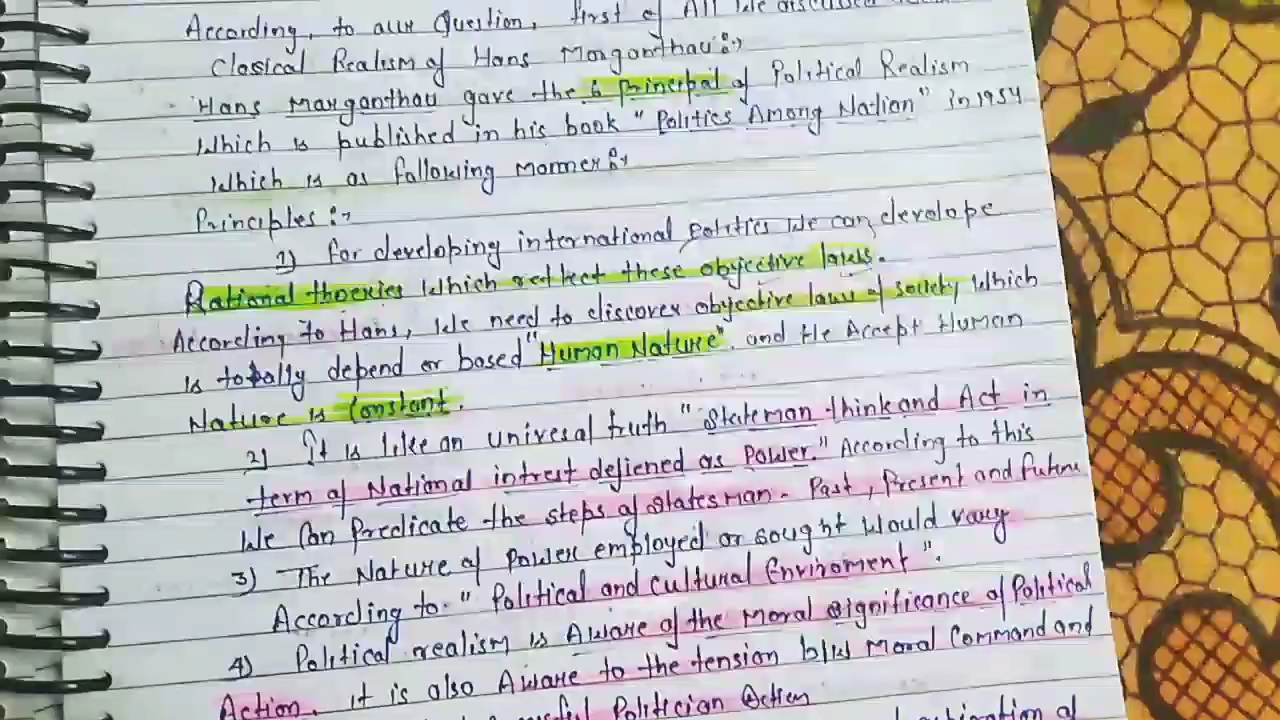 According, to our Question, first of All we discussed
Clasical Realism of Hans Morganthau:-
Hans Marganthau gave the 6 Principal of Political Realism
Which is published in his book "Politics Among Nation" in 1954
Which is as following manner:-
Principles :-
1) for developing international politics we can develope
Rational thoeries which reflect these objective laws.
According to Hans, We need to discover objective laws of society which
is totally depend or based "Human Nature". and He Accept Human
Nature is Constant.
2) It is like an univesal truth "Stateman think and Act in
term of National intrest defiened as Power." According to this
We Can Predicate the steps of statesman - Past, Present and future
3) The Nature of Power employed or sought would vary
According to "Political and cultural Enviroment".
4) Political realism is Aware of the Moral significance of Political
Action. it is also Aware to the tension b/w Moral Command and
Politician Action